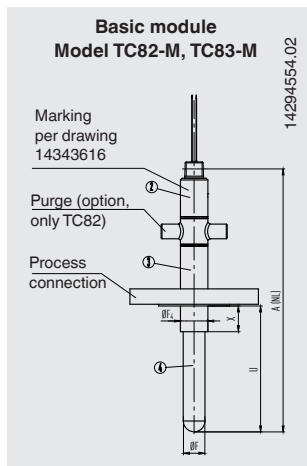 Basic module
Model TC82-M, TC83-M
14294554.02
Marking
per drawing
14343616
②
Purge (option,
only TC82)
③
Process
connection
A (NL)
ØF₄
X
U
④
ØF